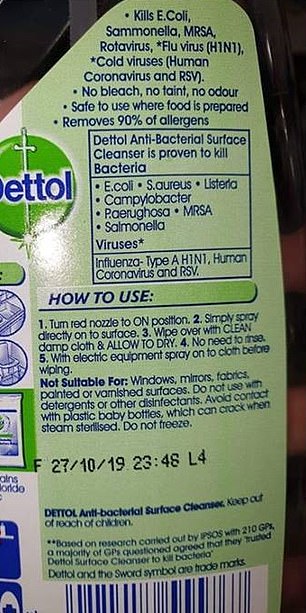 • Kills E.Coli,
Sammonella, MRSA,
Rotavirus, *Flu virus (H1N1),
*Cold viruses (Human
Coronavirus and RSV).
• No bleach, no taint, no odour
• Safe to use where food is prepared
• Removes 90% of allergens
Dettol Anti-Bacterial Surface
Cleanser is proven to kill
Bacteria
• E.coli • S.aureus • Listeria
• Campylobacter
• P.aerughosa • MRSA
• Salmonella
Viruses*
Influenza- Type A H1N1, Human
Coronavirus and RSV.
Dettol
HOW TO USE:
1. Turn red nozzle to ON position. 2. Simply spray
directly on to surface. 3. Wipe over with CLEAN
damp cloth & ALLOW TO DRY. 4. No need to rinse.
5. With electric equipment spray on to cloth before
wiping.
Not Suitable For: Windows, mirrors, fabrics,
painted or varnished surfaces. Do not use with
detergents or other disinfectants. Avoid contact
with plastic baby bottles, which can crack when
steam sterilised. Do not freeze.
F 27/10/19 23:48 L4
ains
loride
DETTOL Anti-bacterial Surface Cleanser. Keep out
of reach of children.
**Based on research carried out by IPSOS with 210 GPs,
a majority of GPs questioned agreed that they 'trusted
Dettol Surface Cleanser to kill bacteria'
Dettol and the Sword symbol are trade marks.